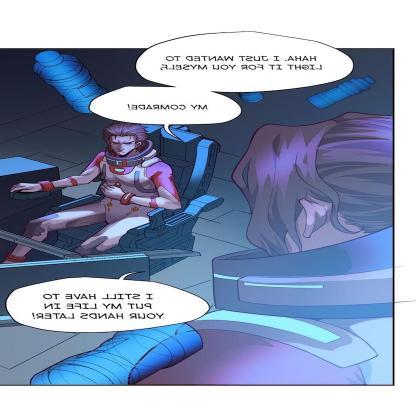 HAHA. I JUST WANTED TO
LIGHT IT FOR YOU MYSELF,
MY COMRADE!
I STILL HAVE TO
PUT MY LIFE IN
YOUR HANDS LATER!